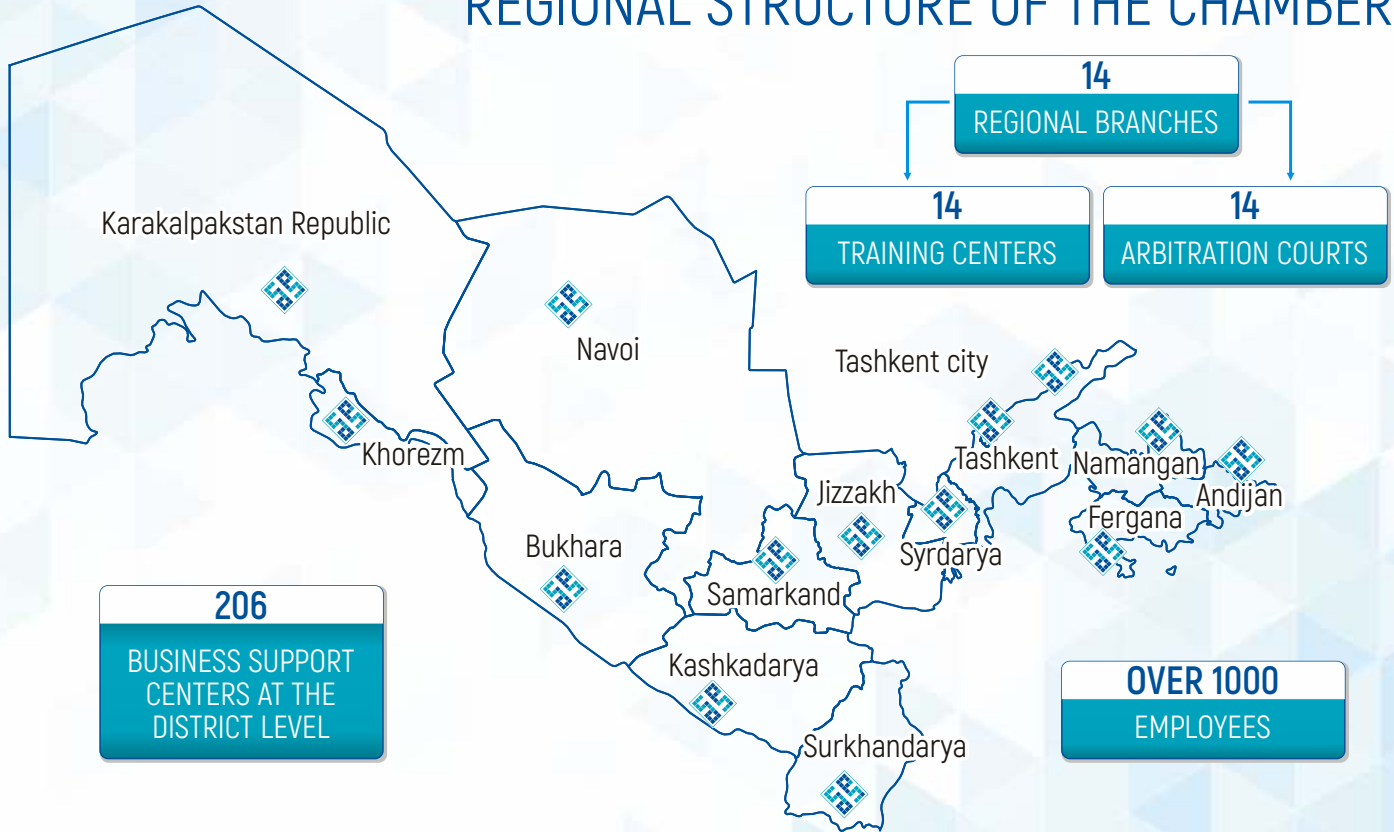 REGIONAL STRUCTURE OF THE CHAMBER
14
REGIONAL BRANCHES
14
TRAINING CENTERS
14
ARBITRATION COURTS
Karakalpakstan Republic
Navoi
Tashkent city
Khorezm
Tashkent
Namangan
Andijan
Jizzakh
Fergana
Bukhara
Syrdarya
Samarkand
206
BUSINESS SUPPORT
CENTERS AT THE
DISTRICT LEVEL
Kashkadarya
OVER 1000
EMPLOYEES
Surkhandarya